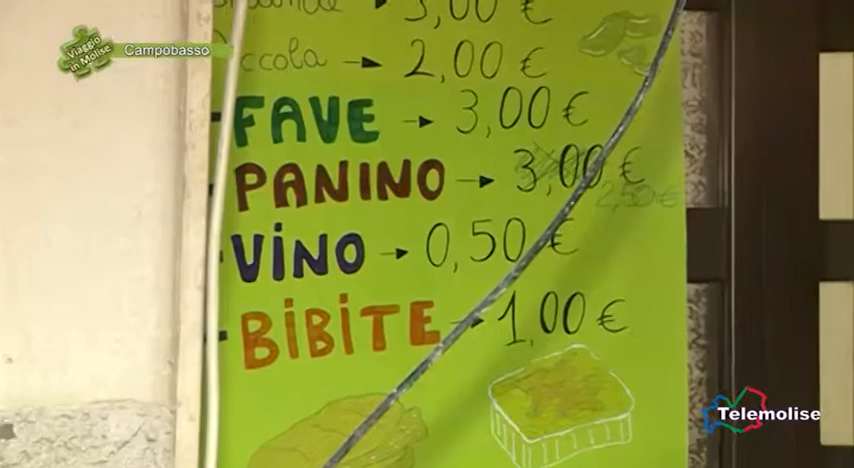 Viaggio
in Molise
Campobasso
3,00 €
→ 2,00 €
FAVE → 3,00 €
PANINO → 3,00 €
2,50 €
VINO → 0,50 €
BIBITE → 1,00 €
Telemolise